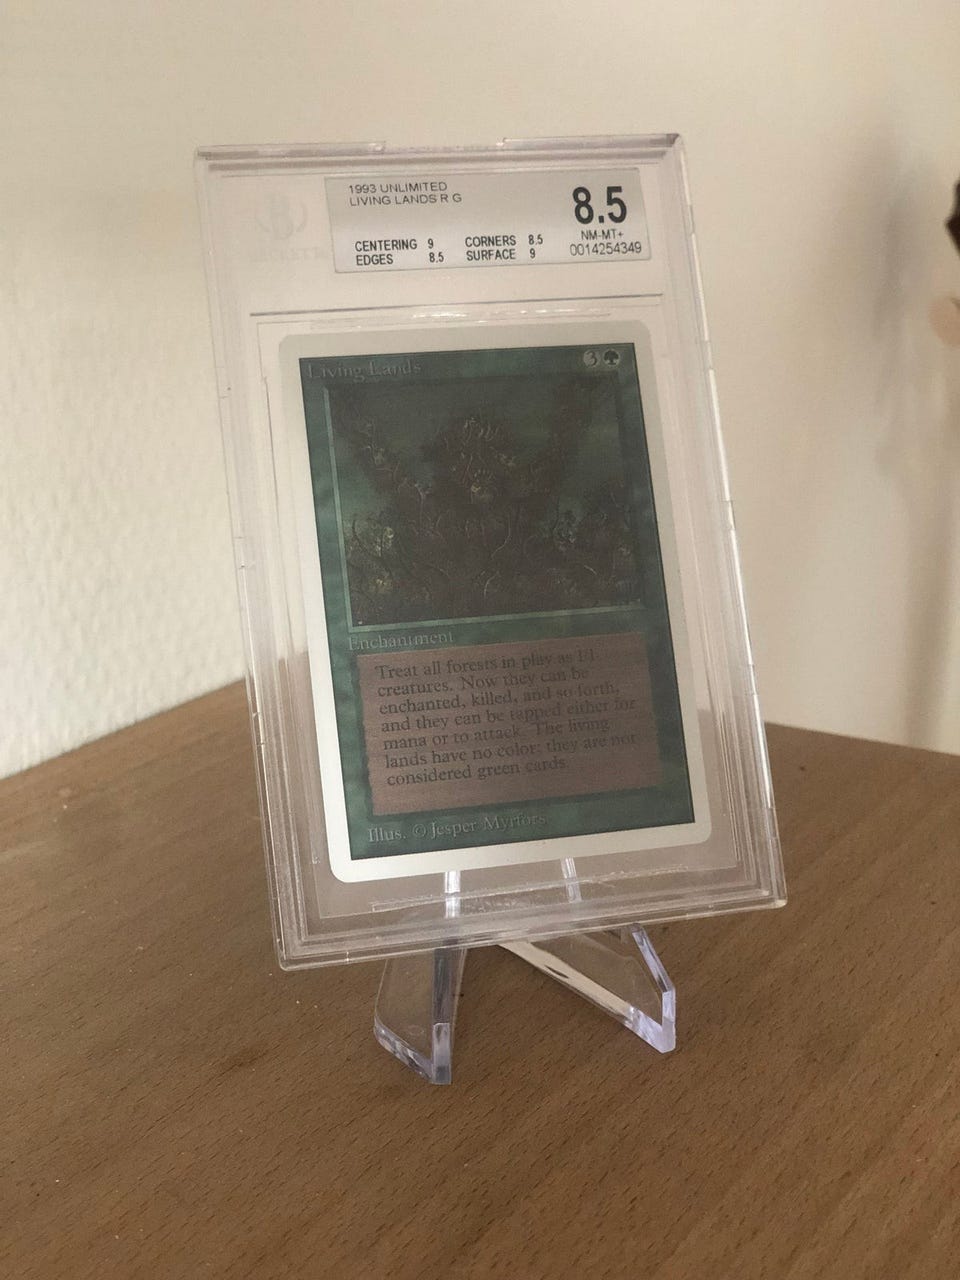 1993 UNLIMITED
LIVING LANDS R G
8.5
NM-MT+
0014254349
CENTERING 9 CORNERS 8.5
EDGES 8.5 SURFACE 9
Living Lands
3
Enchantment
Treat all forests in play as 1/1
creatures. Now they can be
enchanted, killed, and so forth,
and they can be tapped either for
mana or to attack. The living
lands have no color; they are not
considered green cards.
Illus. © Jesper Myrfors